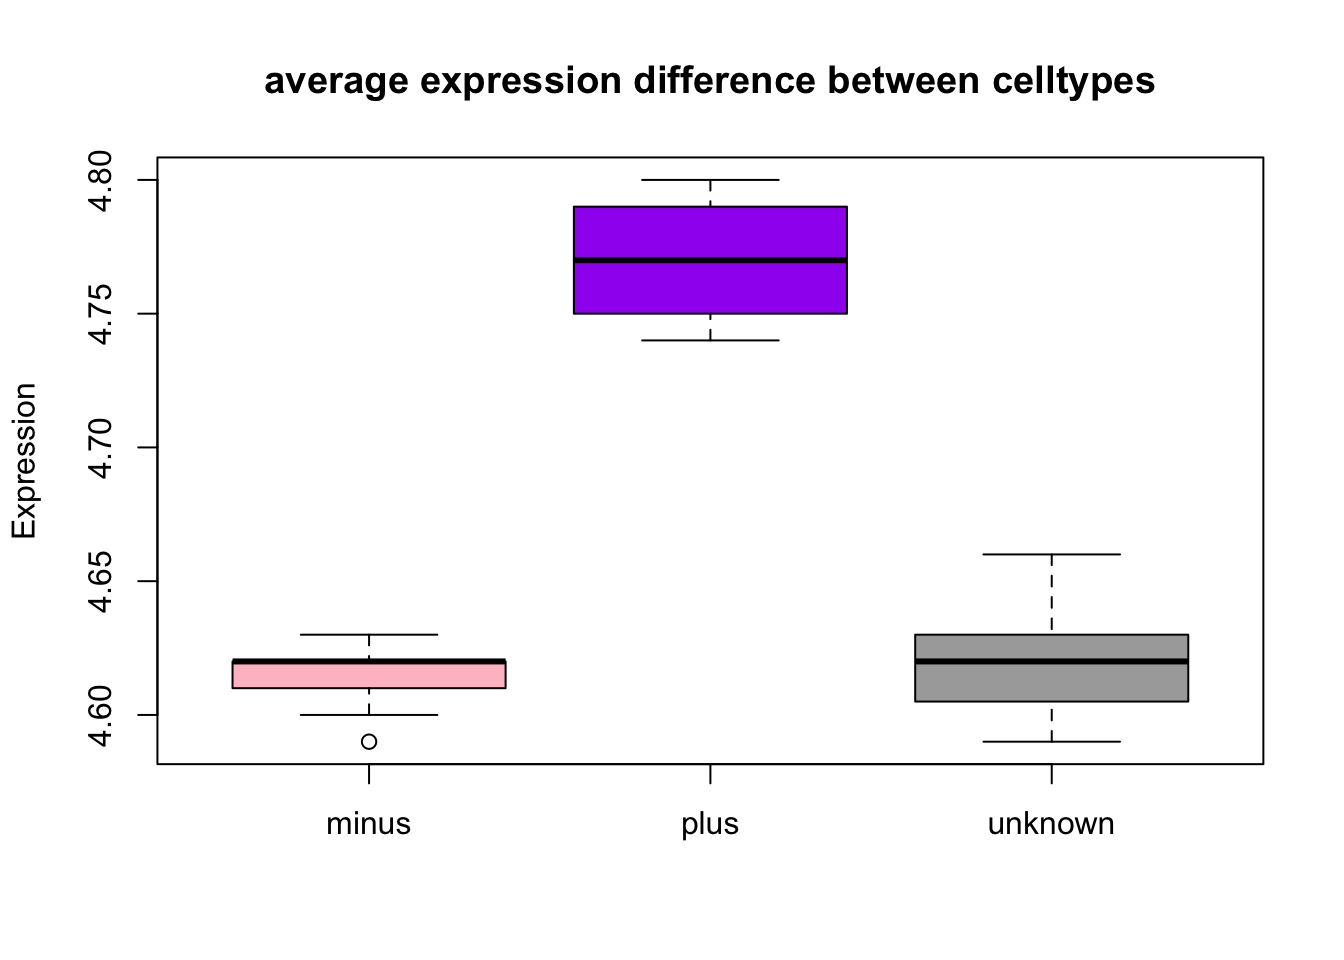 average expression difference between celltypes
Expression
4.80
4.75
4.70
4.65
4.60
minus
plus
unknown